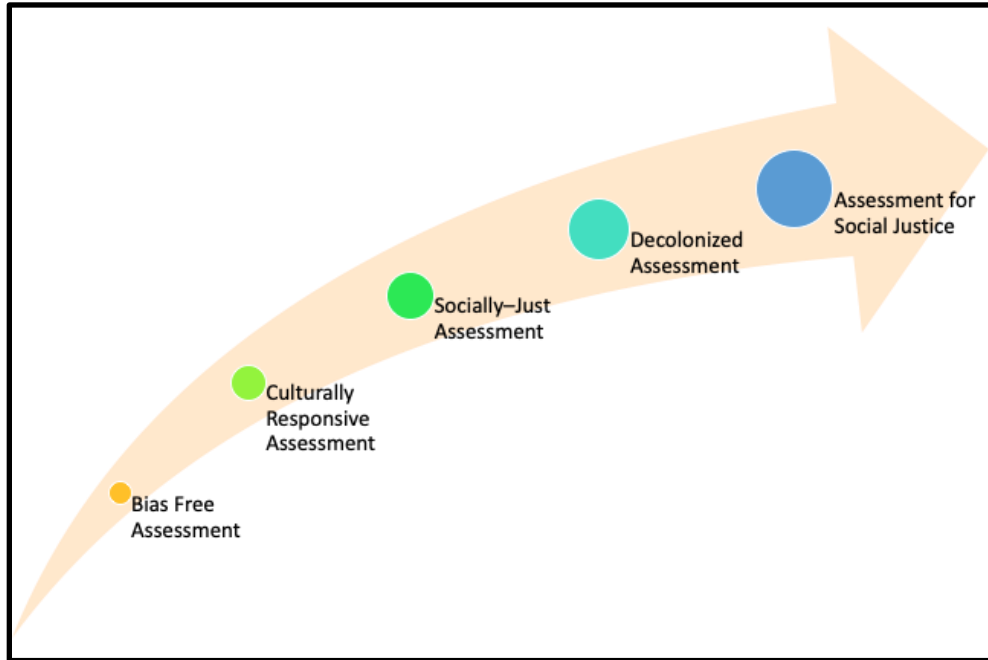 Assessment for
Social Justice
Decolonized
Assessment
Socially–Just
Assessment
Culturally
Responsive
Assessment
Bias Free
Assessment